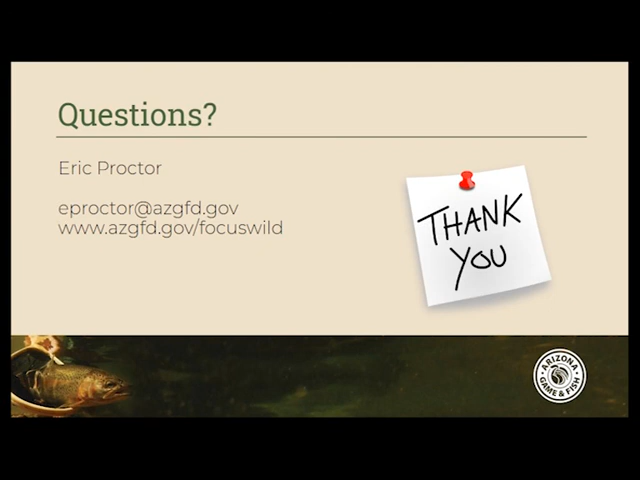 Questions?
Eric Proctor
eproctor@azgfd.gov
www.azgfd.gov/focuswild
THANK
YOU
ARIZONA
GAME & FISH